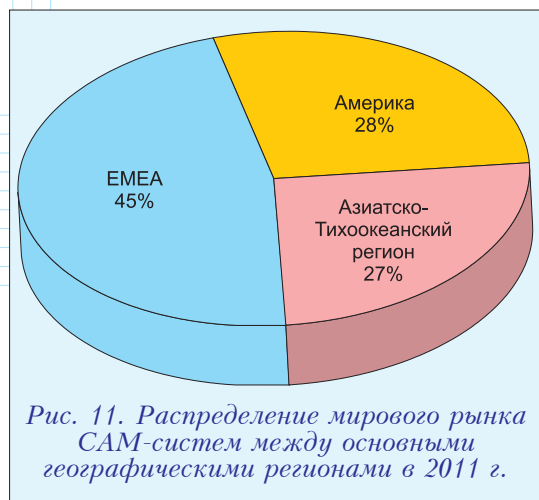 Америка
28%
EMEA
45%
Азиатско-
Тихоокеанский
регион
27%
Рис. 11. Распределение мирового рынка
CAM-систем между основными
географическими регионами в 2011 г.